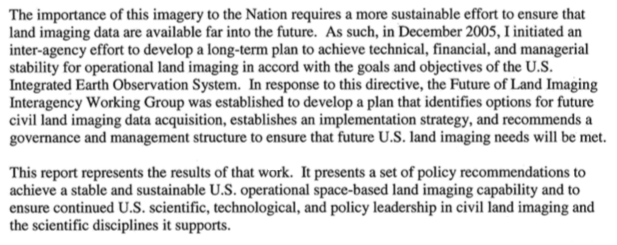 The importance of this imagery to the Nation requires a more sustainable effort to ensure that
land imaging data are available far into the future.  As such, in December 2005, I initiated an
inter-agency effort to develop a long-term plan to achieve technical, financial, and managerial
stability for operational land imaging in accord with the goals and objectives of the U.S.
Integrated Earth Observation System.  In response to this directive, the Future of Land Imaging
Interagency Working Group was established to develop a plan that identifies options for future
civil land imaging data acquisition, establishes an implementation strategy, and recommends a
governance and management structure to ensure that future U.S. land imaging needs will be met.

This report represents the results of that work.  It presents a set of policy recommendations to
achieve a stable and sustainable U.S. operational space-based land imaging capability and to
ensure continued U.S. scientific, technological, and policy leadership in civil land imaging and
the scientific disciplines it supports.